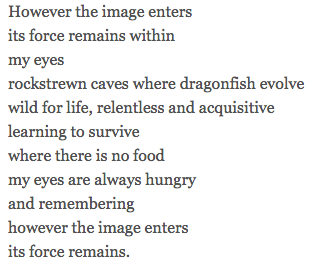 However the image enters
its force remains within
my eyes
rockstrewn caves where dragonfish evolve
wild for life, relentless and acquisitive
learning to survive
where there is no food
my eyes are always hungry
and remembering
however the image enters
its force remains.